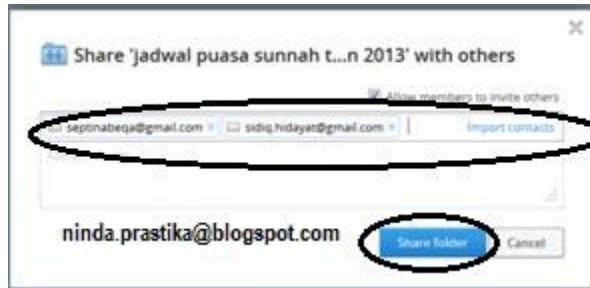 Share 'jadwal puasa sunnah t...n 2013' with others
Allow members to invite others
septinabeqa@gmail.com sidiq.hidayat@gmail.com Import contacts
ninda.prastika@blogspot.com
Share folder Cancel